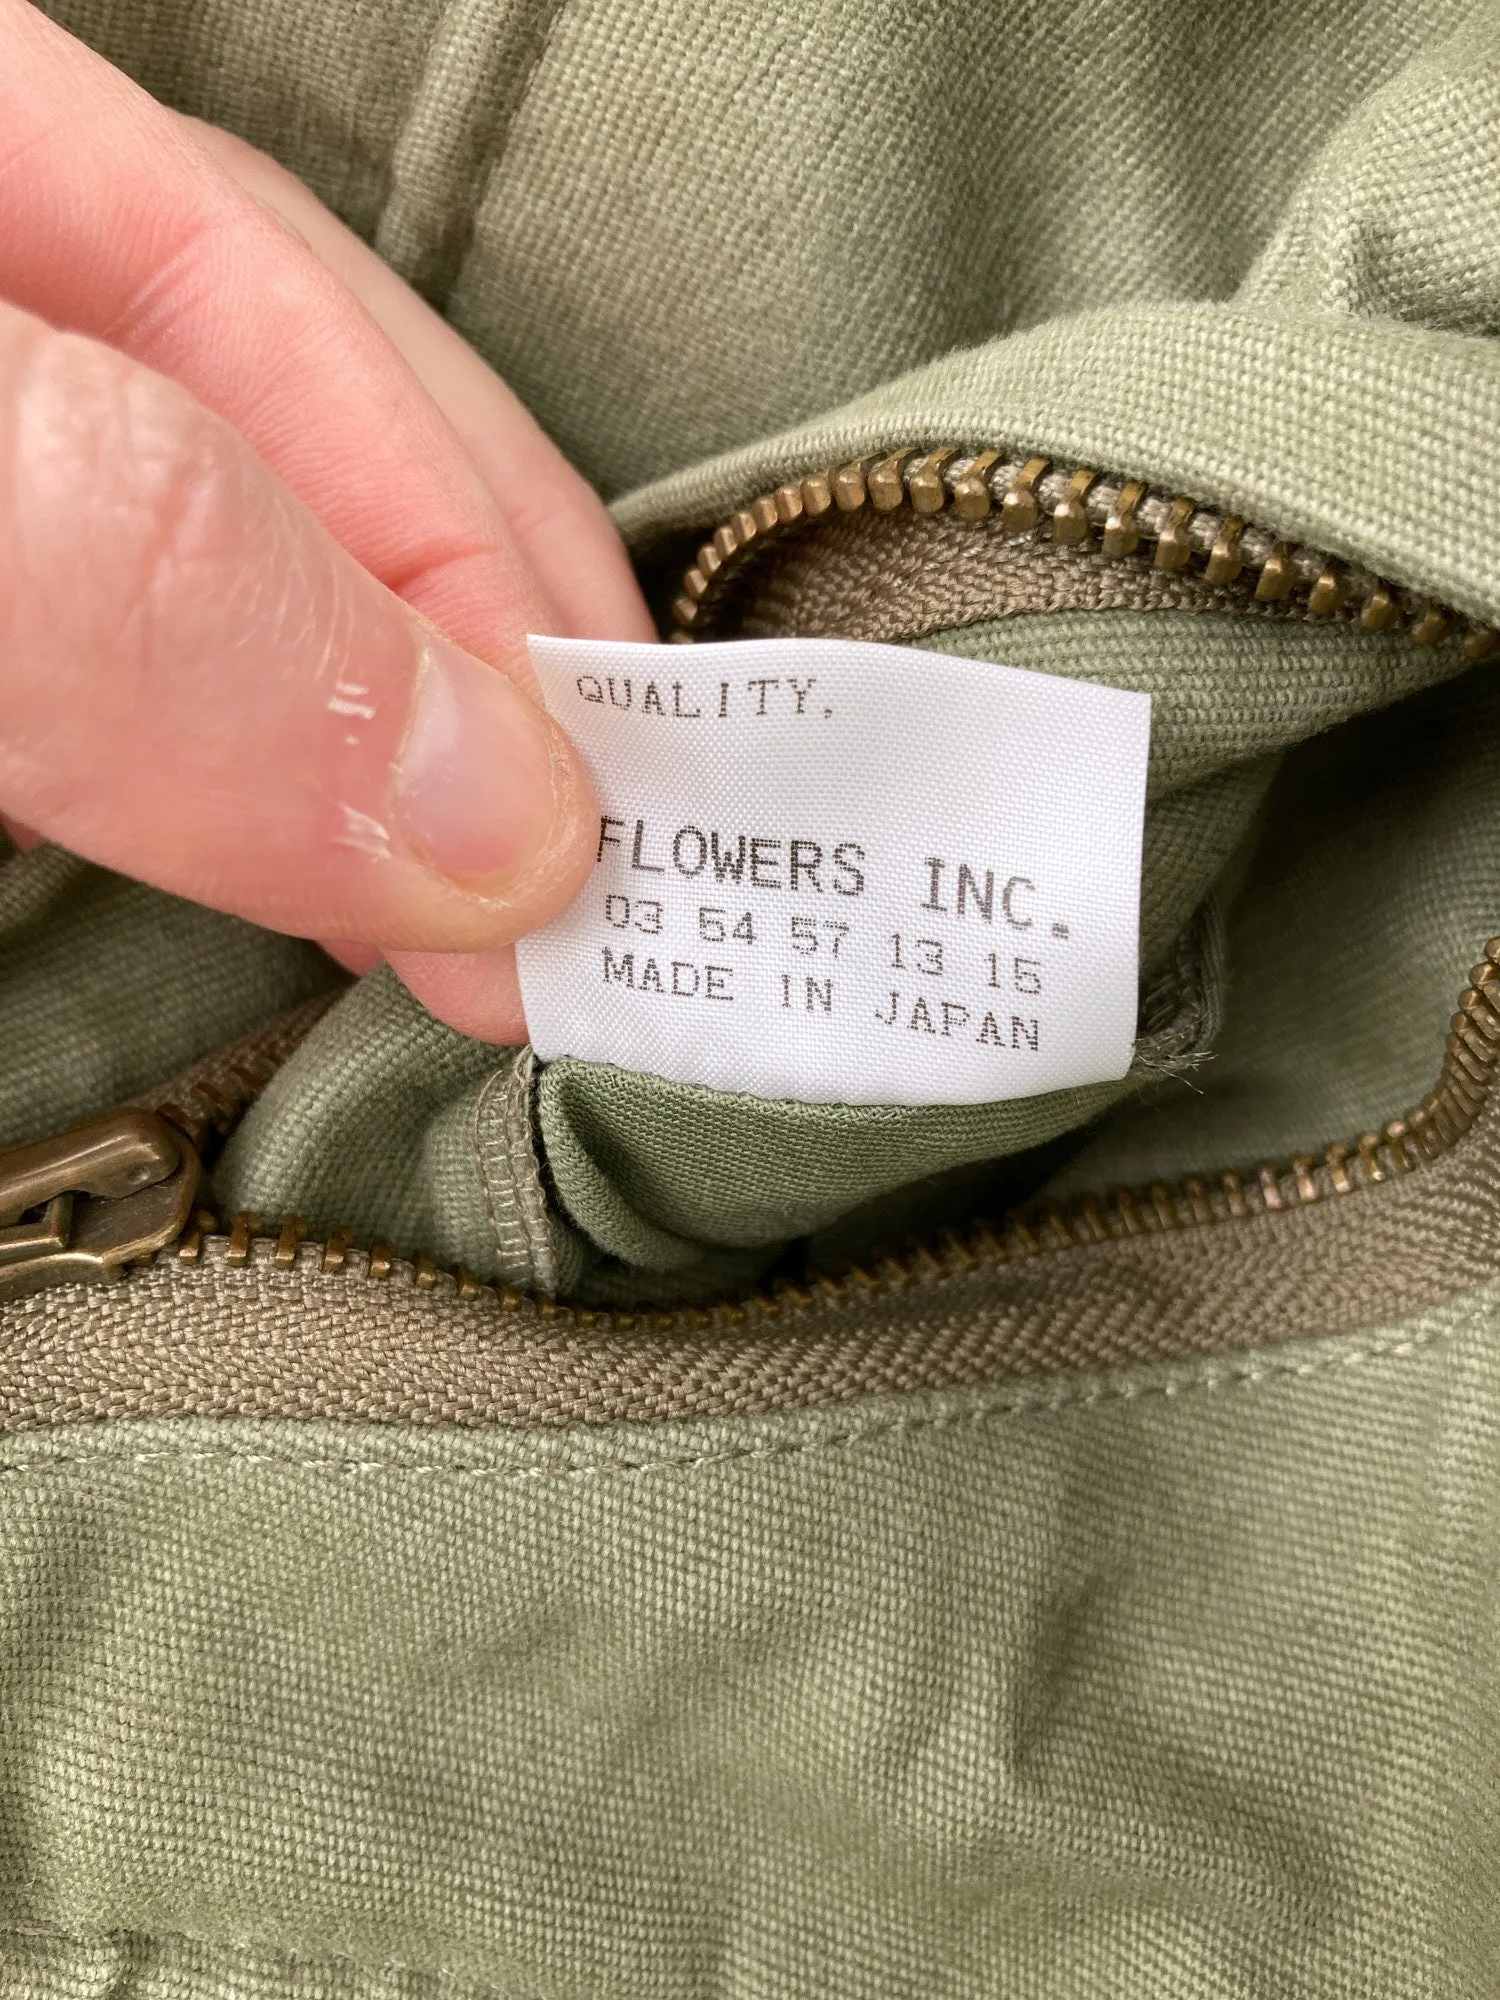 QUALITY.
FLOWERS INC.
03 54 57 13 15
MADE IN JAPAN